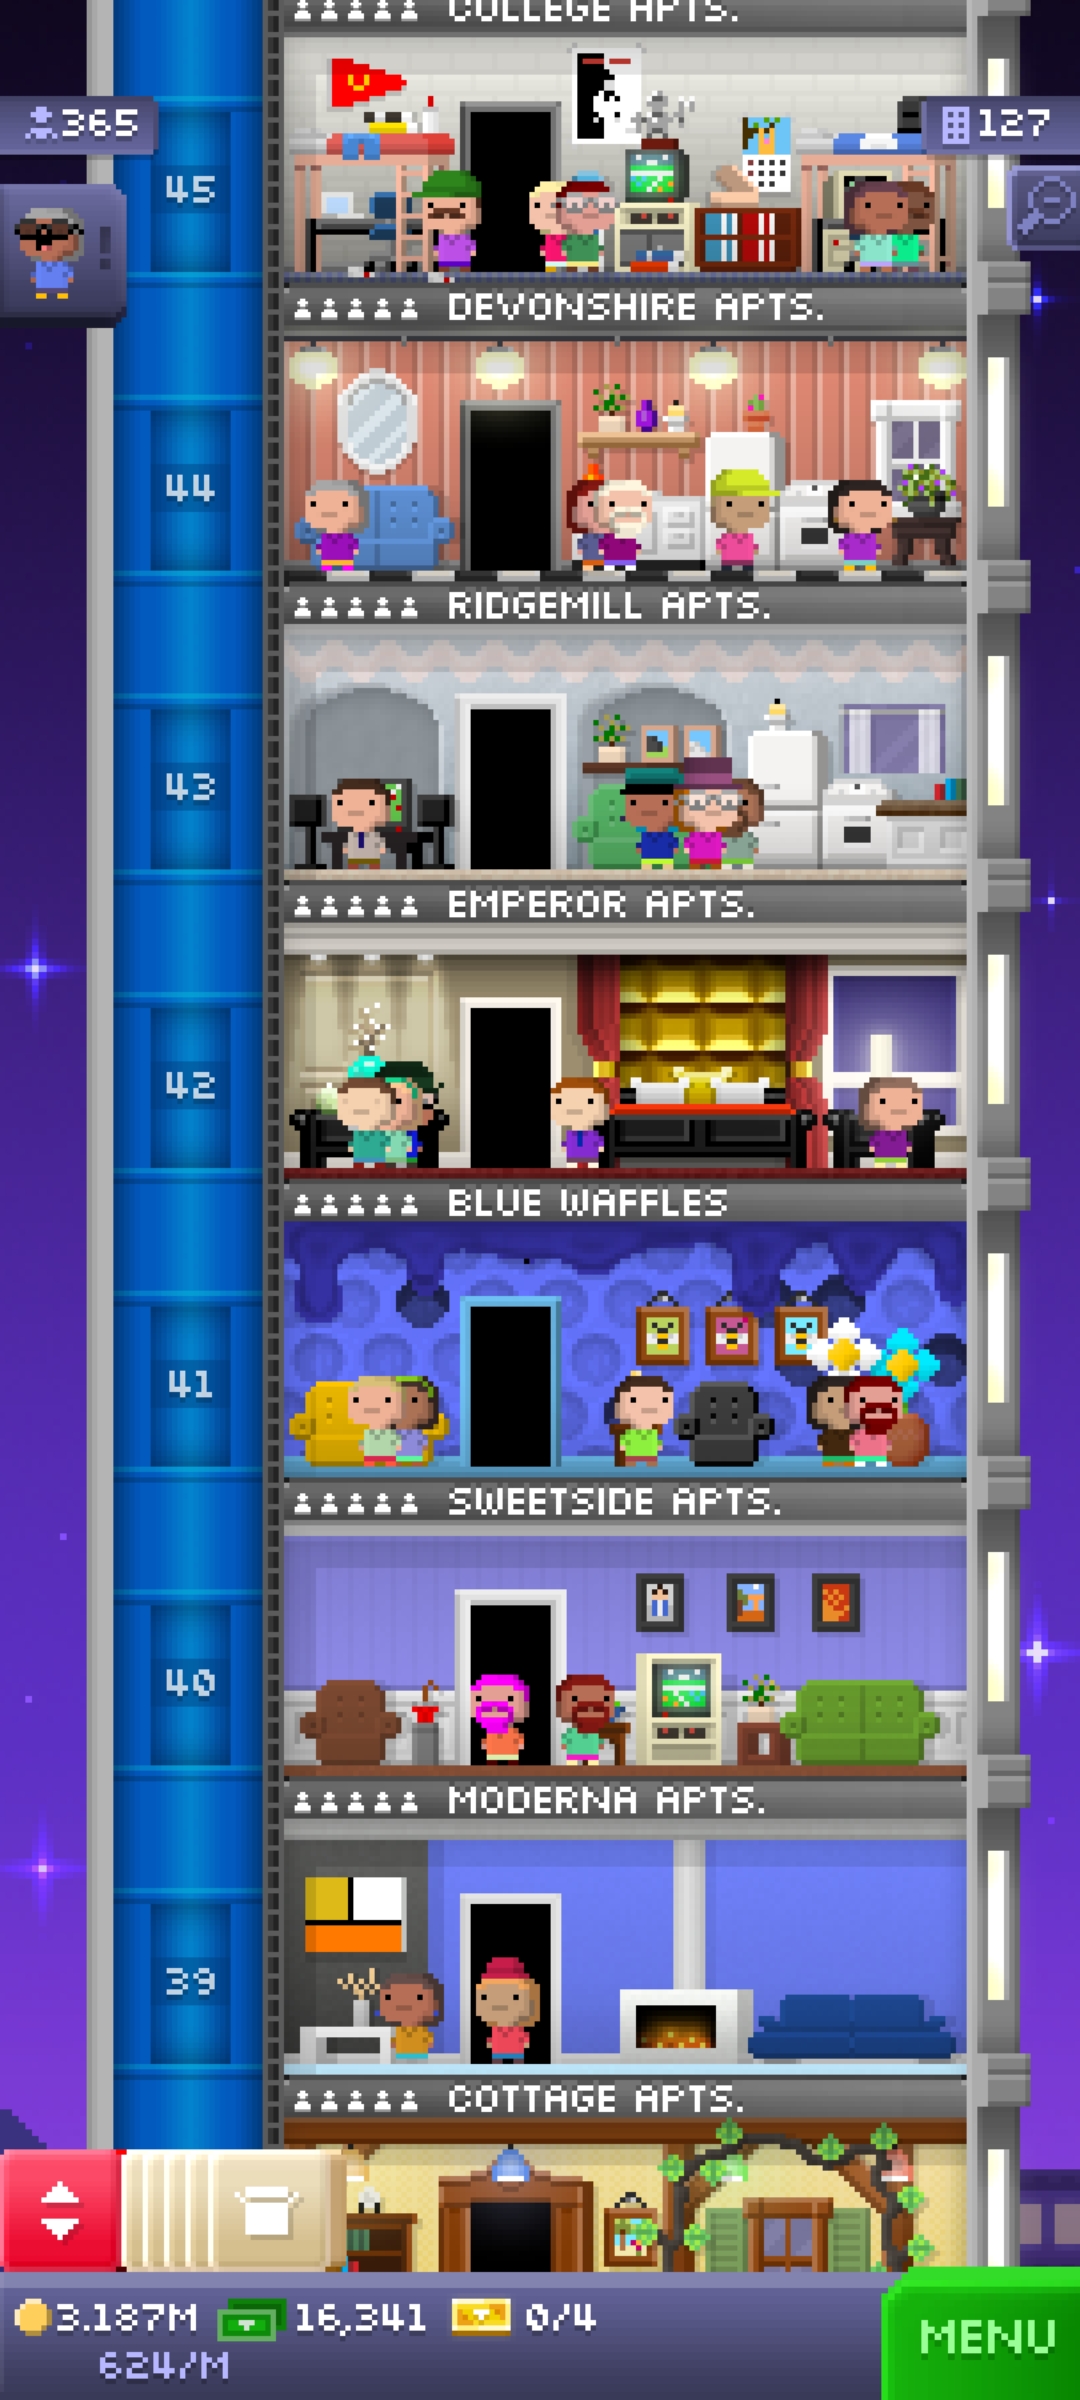 COLLEGE APTS.
365
127
45
DEVONSHIRE APTS.
44
RIDGEMILL APTS.
43
EMPEROR APTS.
42
BLUE WAFFLES
41
SWEETSIDE APTS.
40
MODERNA APTS.
39
COTTAGE APTS.
3.187M 16,341 0/4
624/M
MENU